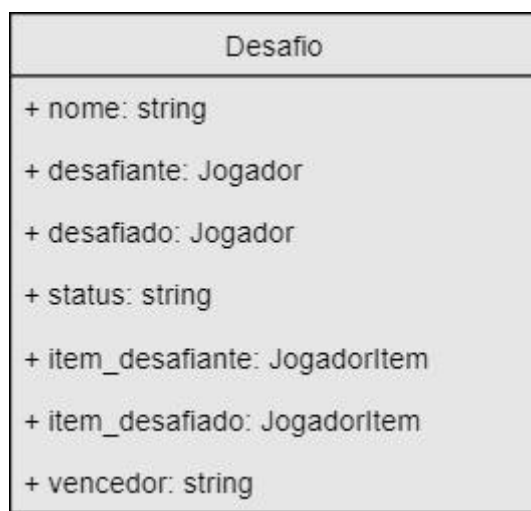 Desafio
+ nome: string
+ desafiante: Jogador
+ desafiado: Jogador
+ status: string
+ item_desafiante: JogadorItem
+ item_desafiado: JogadorItem
+ vencedor: string